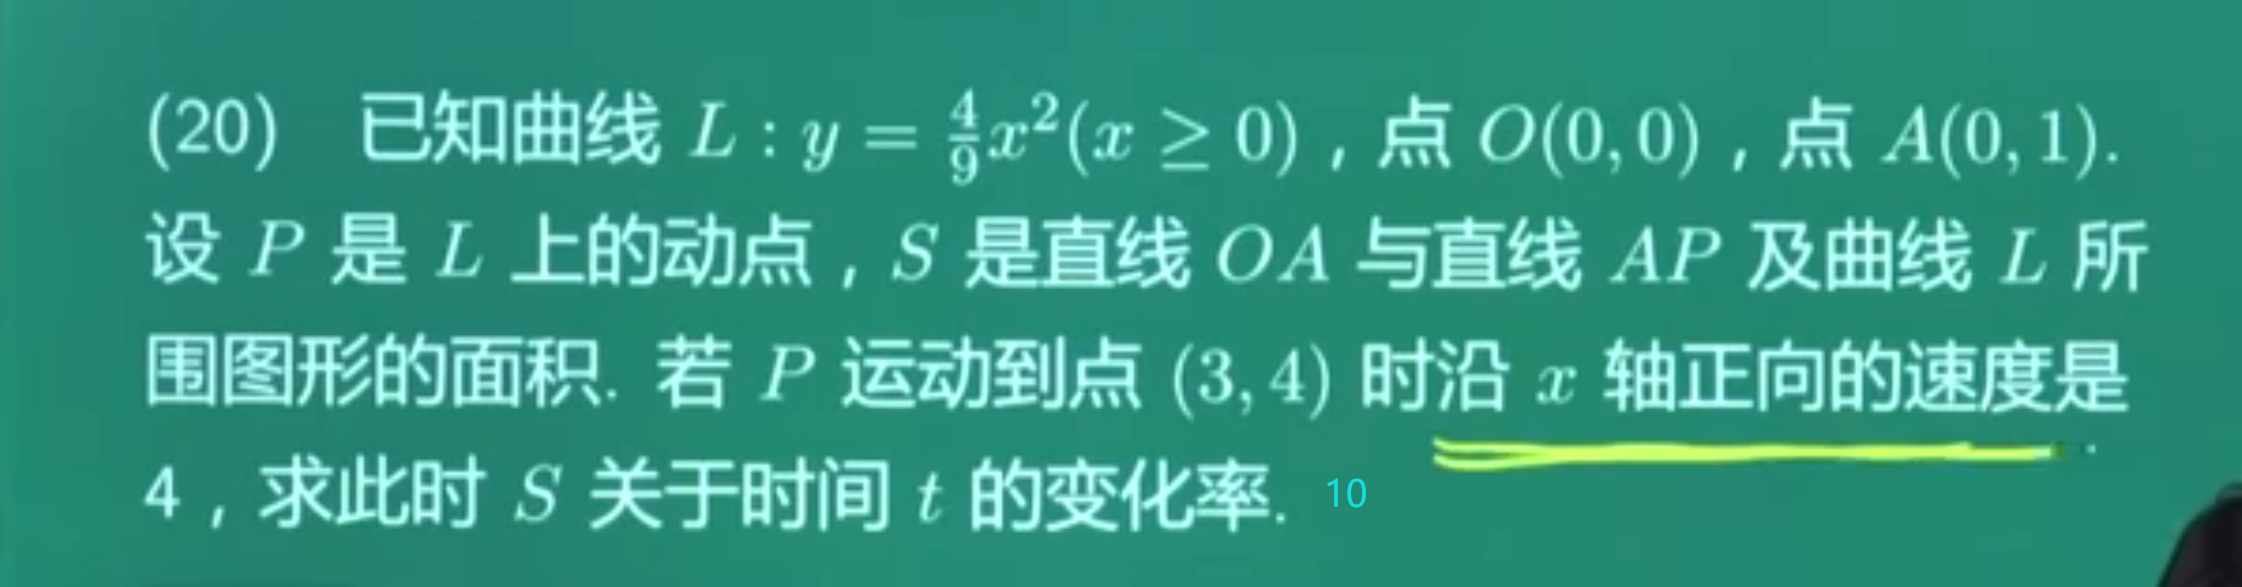 (20) 已知曲线 L : y = 4/9 x²(x ≥ 0)，点 O(0,0)，点 A(0,1).
设 P 是 L 上的动点，S 是直线 OA 与直线 AP 及曲线 L 所
围图形的面积. 若 P 运动到点 (3,4) 时沿 x 轴正向的速度是
4，求此时 S 关于时间 t 的变化率. 10